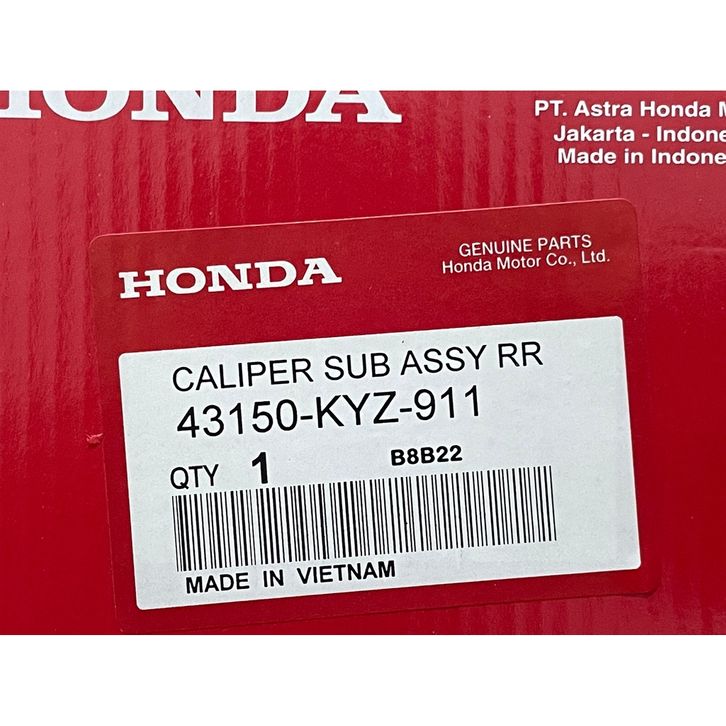 HONDA
PT. Astra Honda M
Jakarta - Indone
Made in Indone
HONDA
GENUINE PARTS
Honda Motor Co., Ltd.
CALIPER SUB ASSY RR
43150-KYZ-911
QTY 1 B8B22
MADE IN VIETNAM